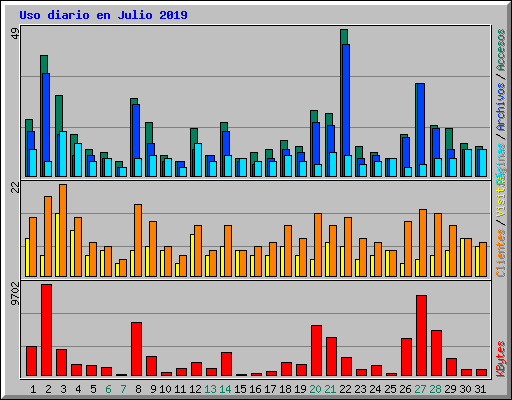 Uso diario en Julio 2019
49
22
9702
Accesos / Archivos / Páginas
Clientes / Visitas
KBytes
1 2 3 4 5 6 7 8 9 10 11 12 13 14 15 16 17 18 19 20 21 22 23 24 25 26 27 28 29 30 31